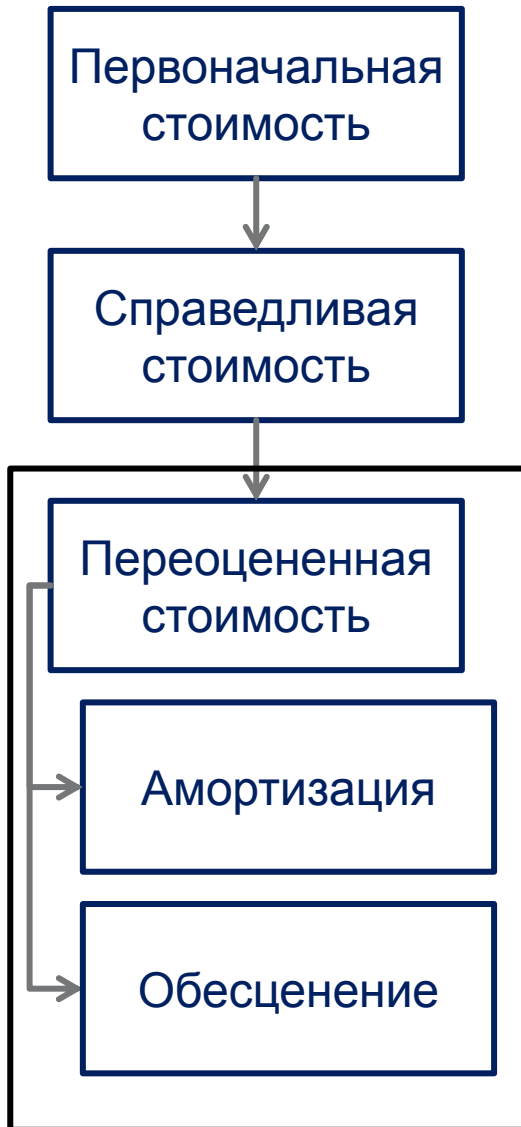 Первоначальная
стоимость
Справедливая
стоимость
Переоцененная
стоимость
Амортизация
Обесценение